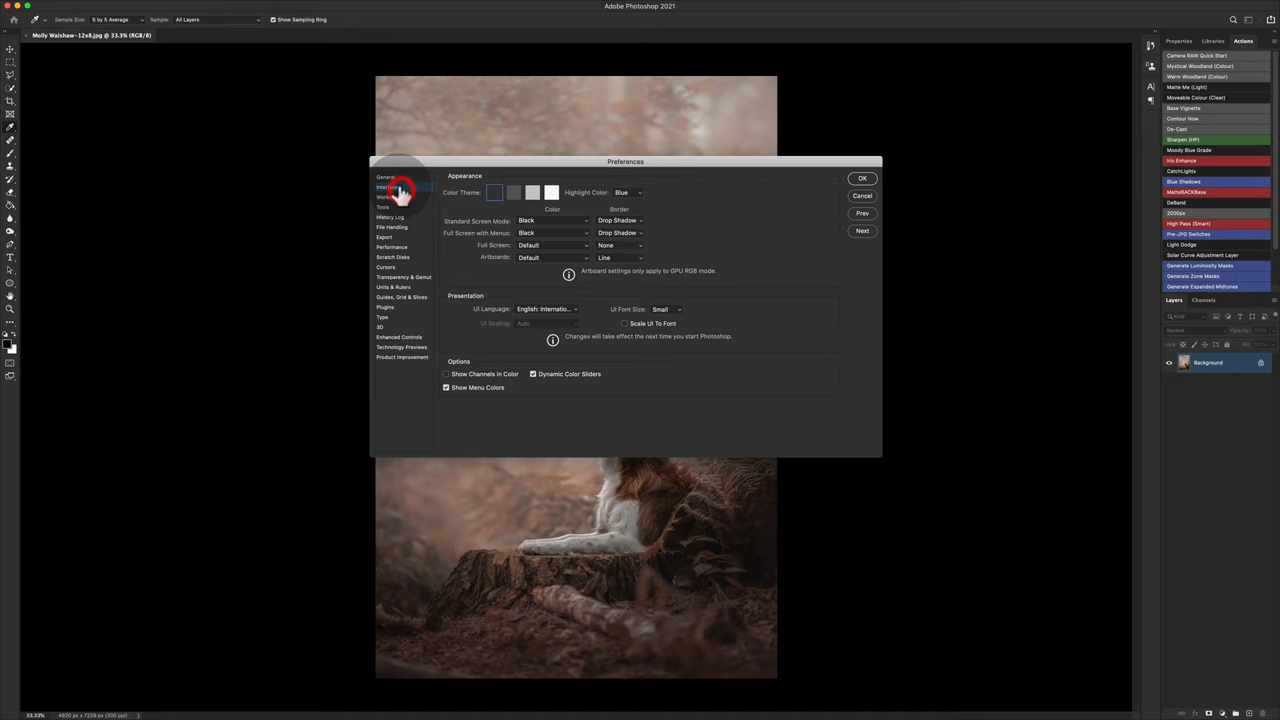 Adobe Photoshop 2021
Sample Size: 5 by 5 Average Sample: All Layers Show Sampling Ring
Molly Walshaw-12x8.jpg @ 33.3% (RGB/8)
Properties Libraries Actions
Camera RAW Quick Start
Mystical Woodland (Colour)
Warm Woodland (Colour)
Matte Me (Light)
Moveable Colour (Clear)
Base Vignette
Contour Now
De-Cast
Sharpen (HP)
Moody Blue Grade
Iris Enhance
CatchLights
Blue Shadows
MatteBACKBase
DeBand
2000px
High Pass (Smart)
Pre-JPG Switches
Light Dodge
Solar Curve Adjustment Layer
Generate Luminosity Masks
Generate Zone Masks
Generate Expanded Midtones
Layers Channels
Kind
Normal Opacity: 100%
Lock: Fill: 100%
Background
Preferences
General
Interface
Tools
History Log
File Handling
Export
Performance
Scratch Disks
Cursors
Transparency & Gamut
Units & Rulers
Guides, Grid & Slices
Plugins
Type
3D
Enhanced Controls
Technology Previews
Product Improvement
Appearance
Color Theme: Highlight Color: Blue
Color Border
Standard Screen Mode: Black Drop Shadow
Full Screen with Menus: Black Drop Shadow
Full Screen: Default None
Artboards: Default Line
Artboard settings only apply to GPU RGB mode.
Presentation
UI Language: English: Internatio... UI Font Size: Small
UI Scaling: Auto Scale UI To Font
Changes will take effect the next time you start Photoshop.
Options
Show Channels in Color Dynamic Color Sliders
Show Menu Colors
OK
Cancel
Prev
Next
33.33% 4820 px x 7229 px (300 ppi)